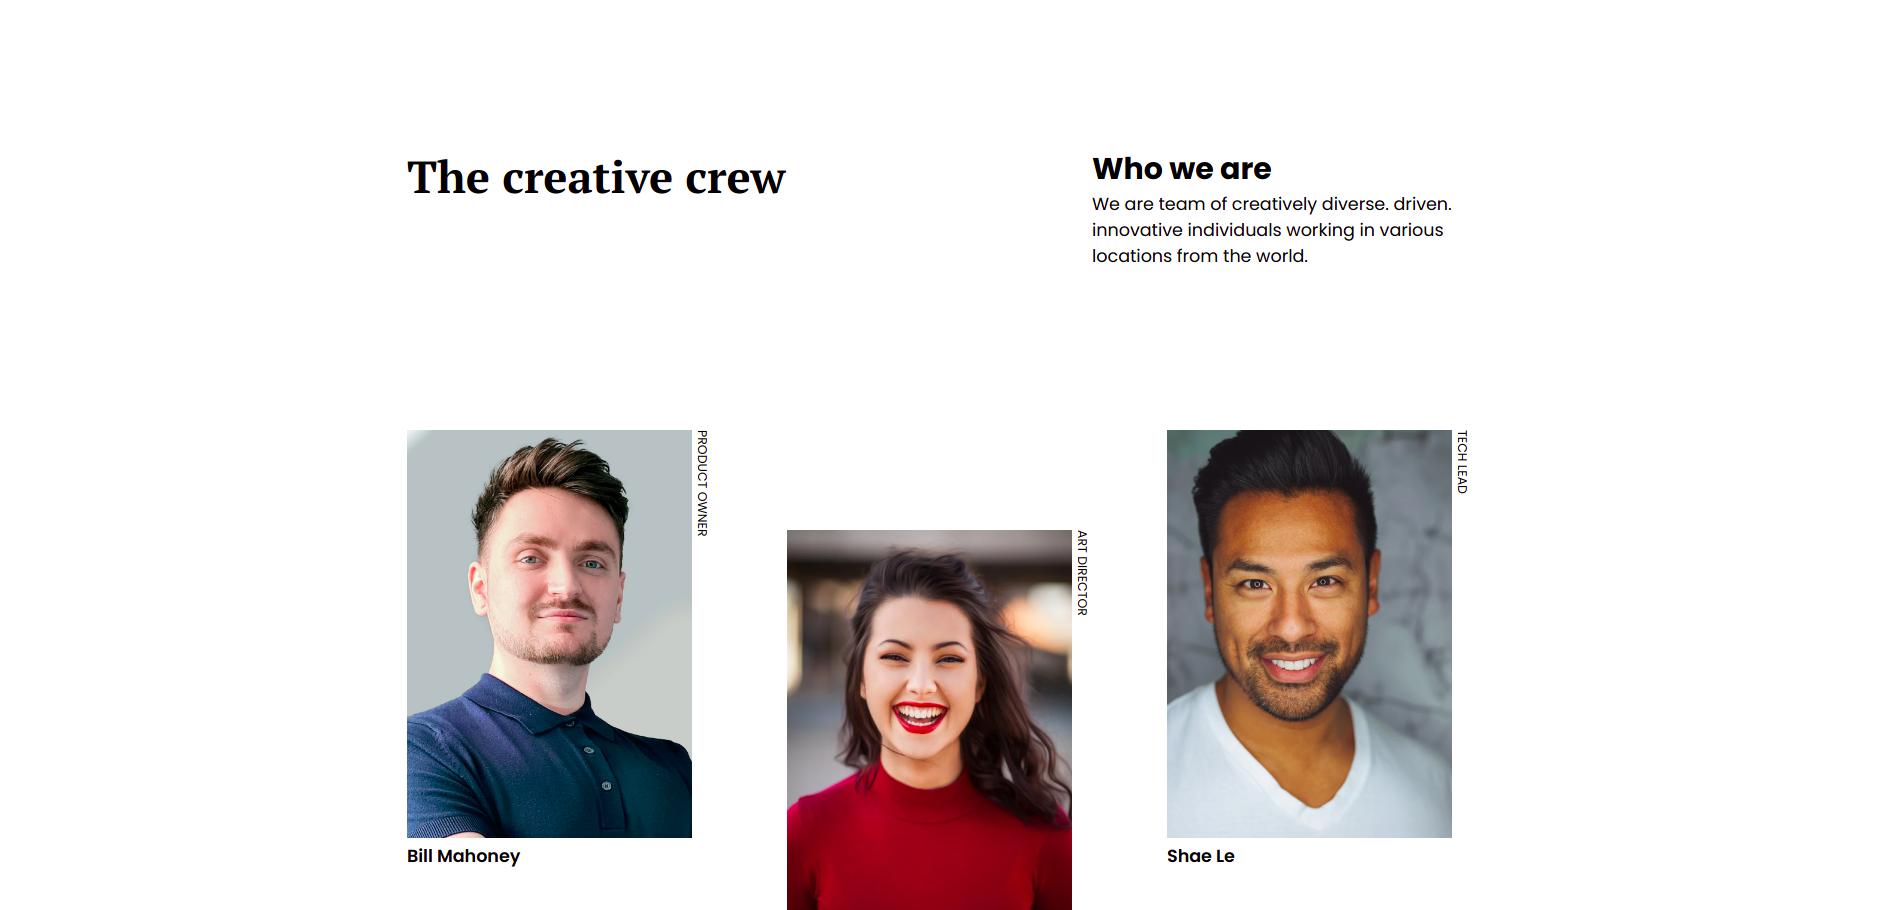 The creative crew
Who we are
We are team of creatively diverse. driven.
innovative individuals working in various
locations from the world.
PRODUCT OWNER
Bill Mahoney
ART DIRECTOR
TECH LEAD
Shae Le